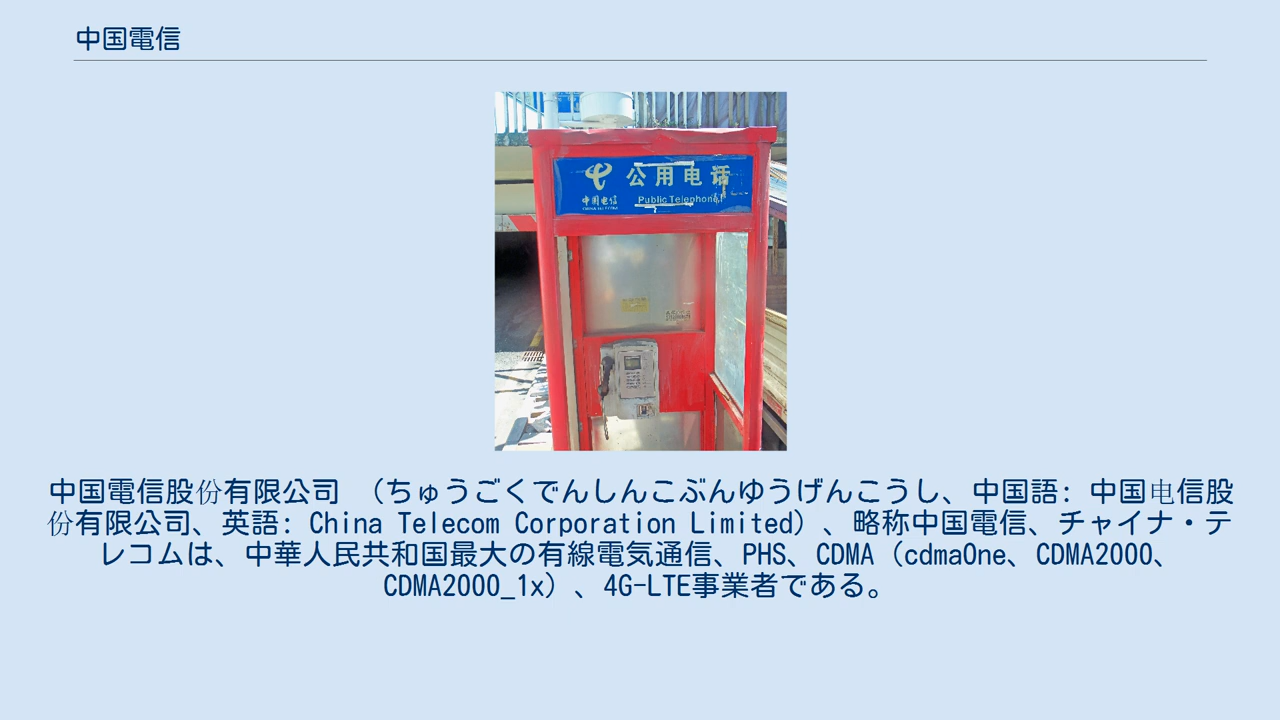 中国電信
公用电话
中国电信
CHINA TELECOM
Public Telephone
中国電信股份有限公司 （ちゅうごくでんしんこぶんゆうげんこうし、中国語: 中国电信股
份有限公司、英語: China Telecom Corporation Limited）、略称中国電信、チャイナ・テ
レコムは、中華人民共和国最大の有線電気通信、PHS、CDMA（cdmaOne、CDMA2000、
CDMA2000_1x）、4G-LTE事業者である。